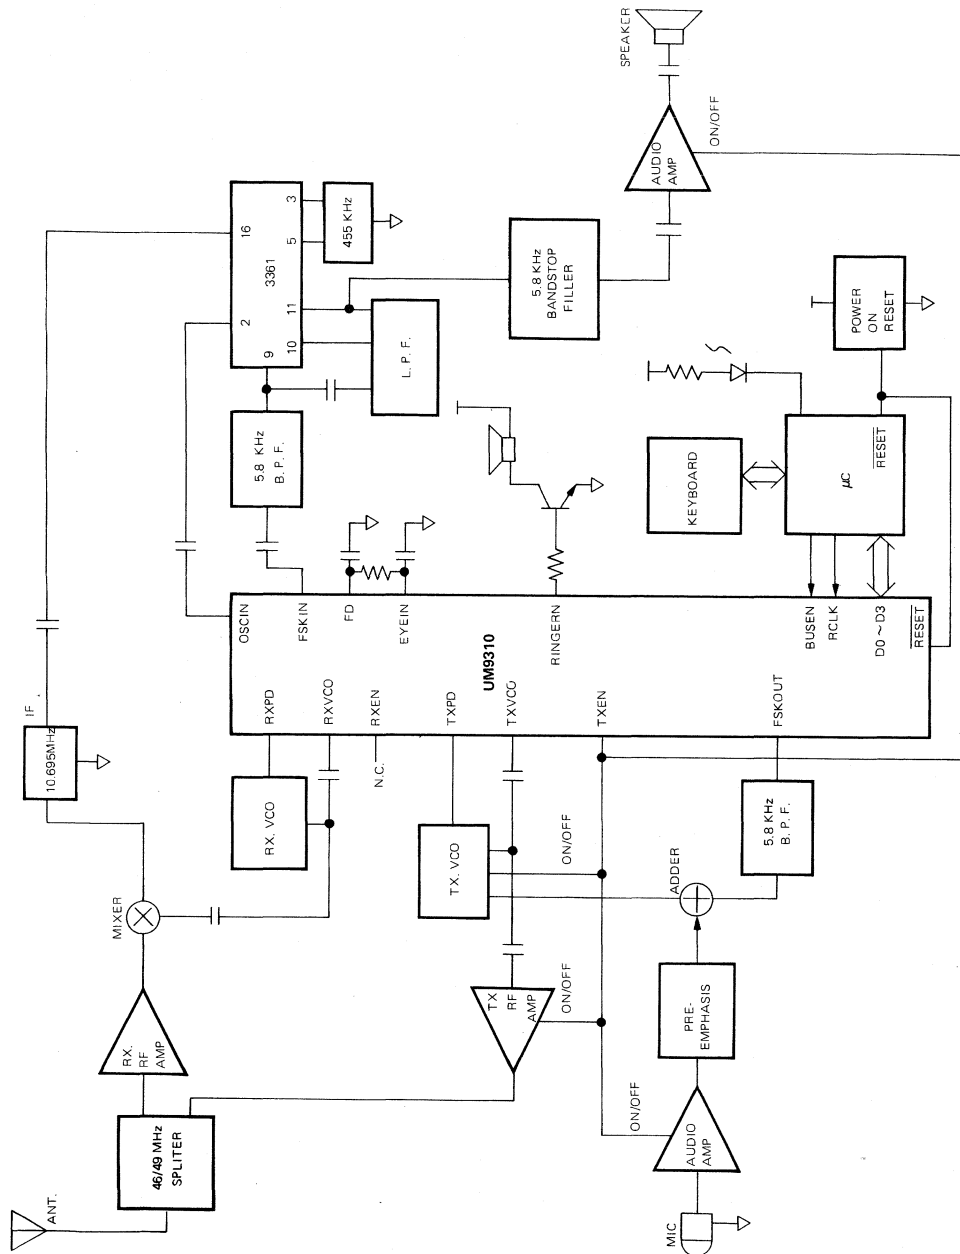 ANT.
46/49 MHz
SPLITER
RX.
RF
AMP
MIXER
10.695MHz
IF
RX. VCO
TX
RF
AMP
ON/OFF
TX. VCO
ON/OFF
MIC
AUDIO
AMP
ON/OFF
PRE-
EMPHASIS
ADDER
5.8 KHz
B. P. F.
RXPD
RXVCO
RXEN
N.C.
TXPD
TXVCO
TXEN
FSKOUT
UM9310
OSCIN
FSKIN
FD
EYEIN
RINGERN
BUSEN
RCLK
D0 ~ D3
RESET
5.8 KHz
B. P. F.
L. P. F.
2
16
9
10
11
5
3
3361
455 KHz
5.8 KHz
BANDSTOP
FILLER
KEYBOARD
μC
RESET
POWER
ON
RESET
AUDIO
AMP
ON/OFF
SPEAKER